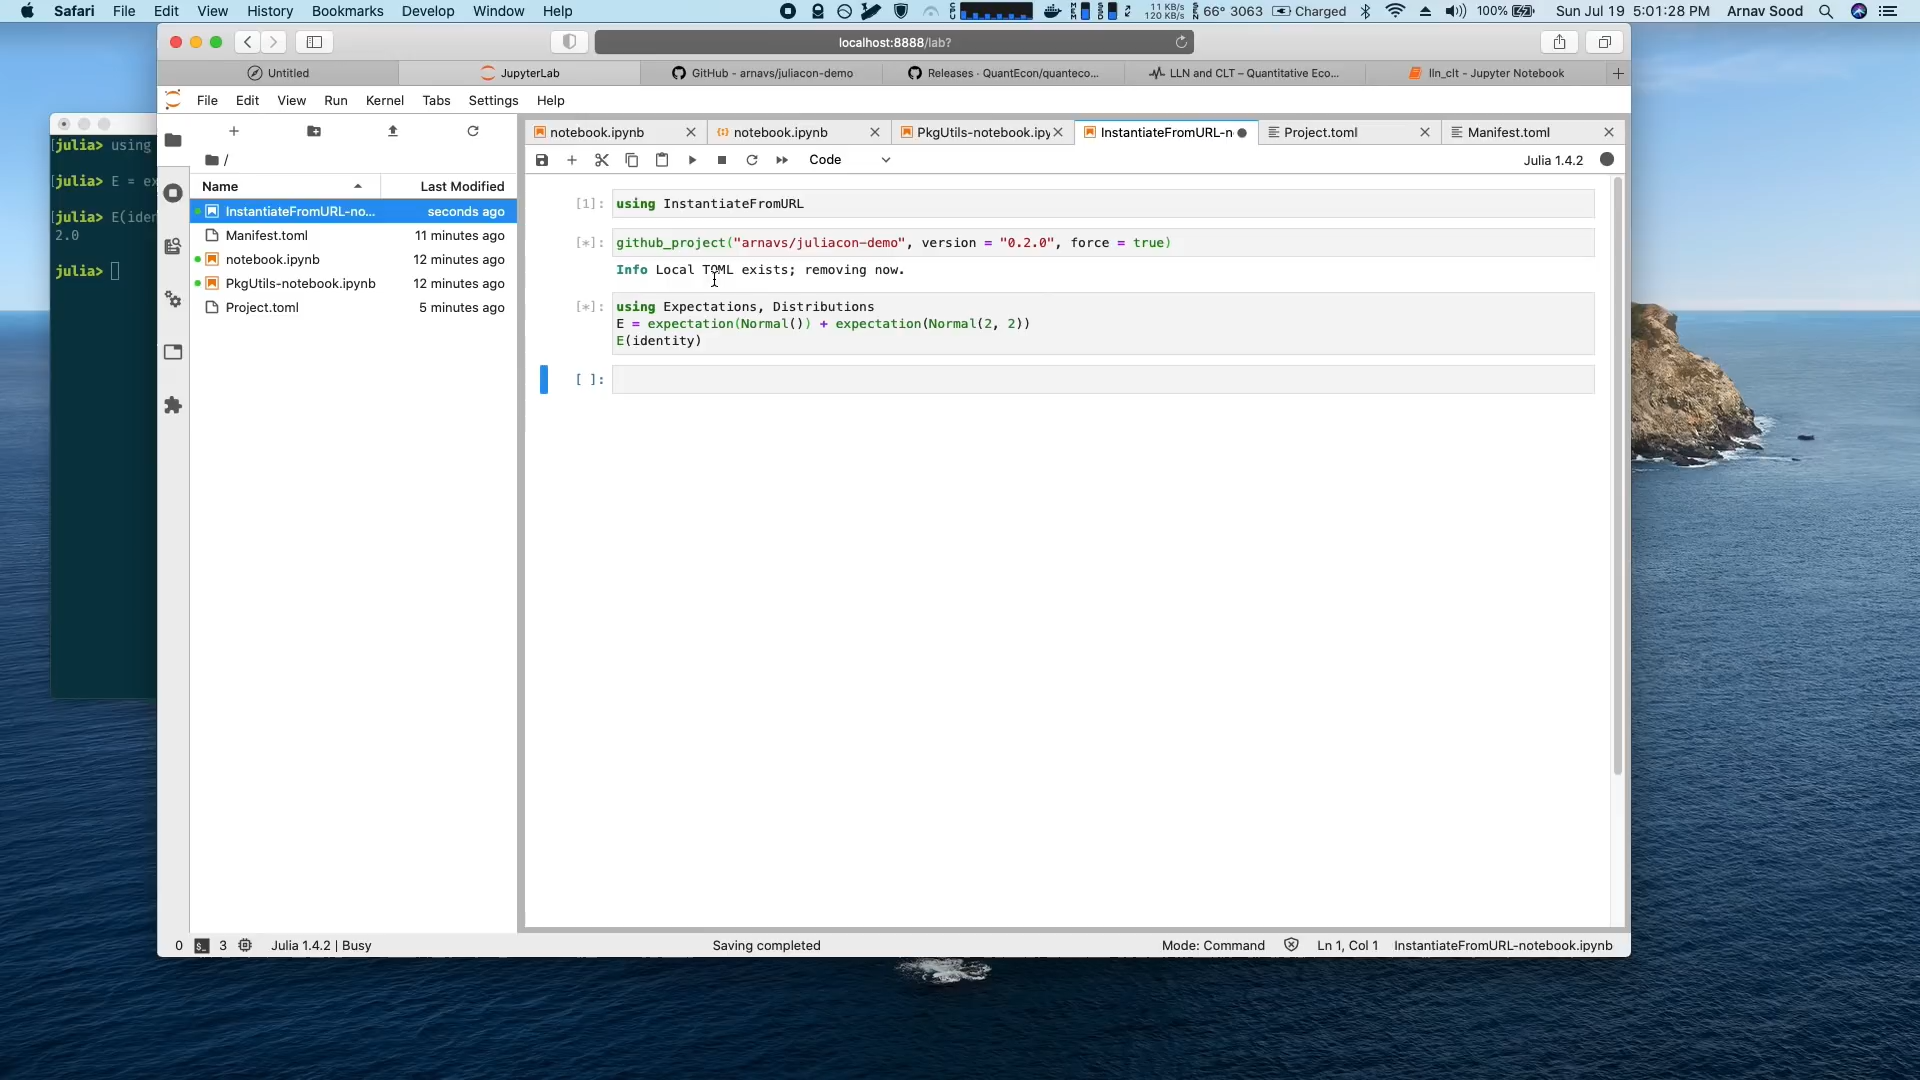 Safari File Edit View History Bookmarks Develop Window Help
11 KB/s
120 KB/s
66° 3063 Charged 100% Sun Jul 19 5:01:28 PM Arnav Sood
localhost:8888/lab?
Untitled JupyterLab GitHub - arnavs/juliacon-demo Releases · QuantEcon/quanteco... LLN and CLT – Quantitative Eco... lln_clt - Jupyter Notebook
File Edit View Run Kernel Tabs Settings Help
julia> using
julia> E = ex
julia> E(iden
2.0
julia>
/
Name Last Modified
InstantiateFromURL-no... seconds ago
Manifest.toml 11 minutes ago
notebook.ipynb 12 minutes ago
PkgUtils-notebook.ipynb 12 minutes ago
Project.toml 5 minutes ago
notebook.ipynb notebook.ipynb PkgUtils-notebook.ipy InstantiateFromURL-n Project.toml Manifest.toml
Code Julia 1.4.2
[1]: using InstantiateFromURL
[*]: github_project("arnavs/juliacon-demo", version = "0.2.0", force = true)
Info Local TOML exists; removing now.
[*]: using Expectations, Distributions
E = expectation(Normal()) + expectation(Normal(2, 2))
E(identity)
[ ]:
0 $_ 3 Julia 1.4.2 | Busy Saving completed Mode: Command Ln 1, Col 1 InstantiateFromURL-notebook.ipynb